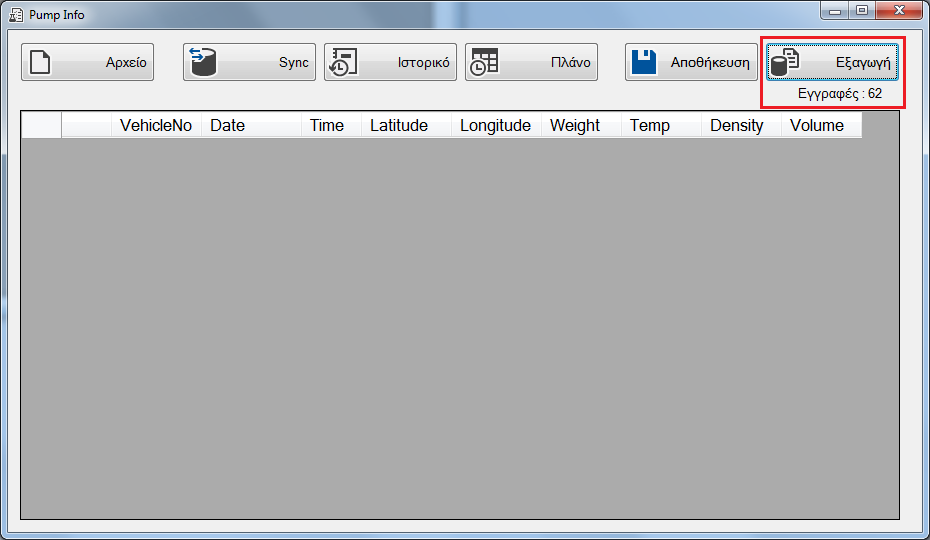 Pump Info
Αρχείο
Sync
Ιστορικό
Πλάνο
Αποθήκευση
Εξαγωγή
Εγγραφές : 62
VehicleNo Date Time Latitude Longitude Weight Temp Density Volume